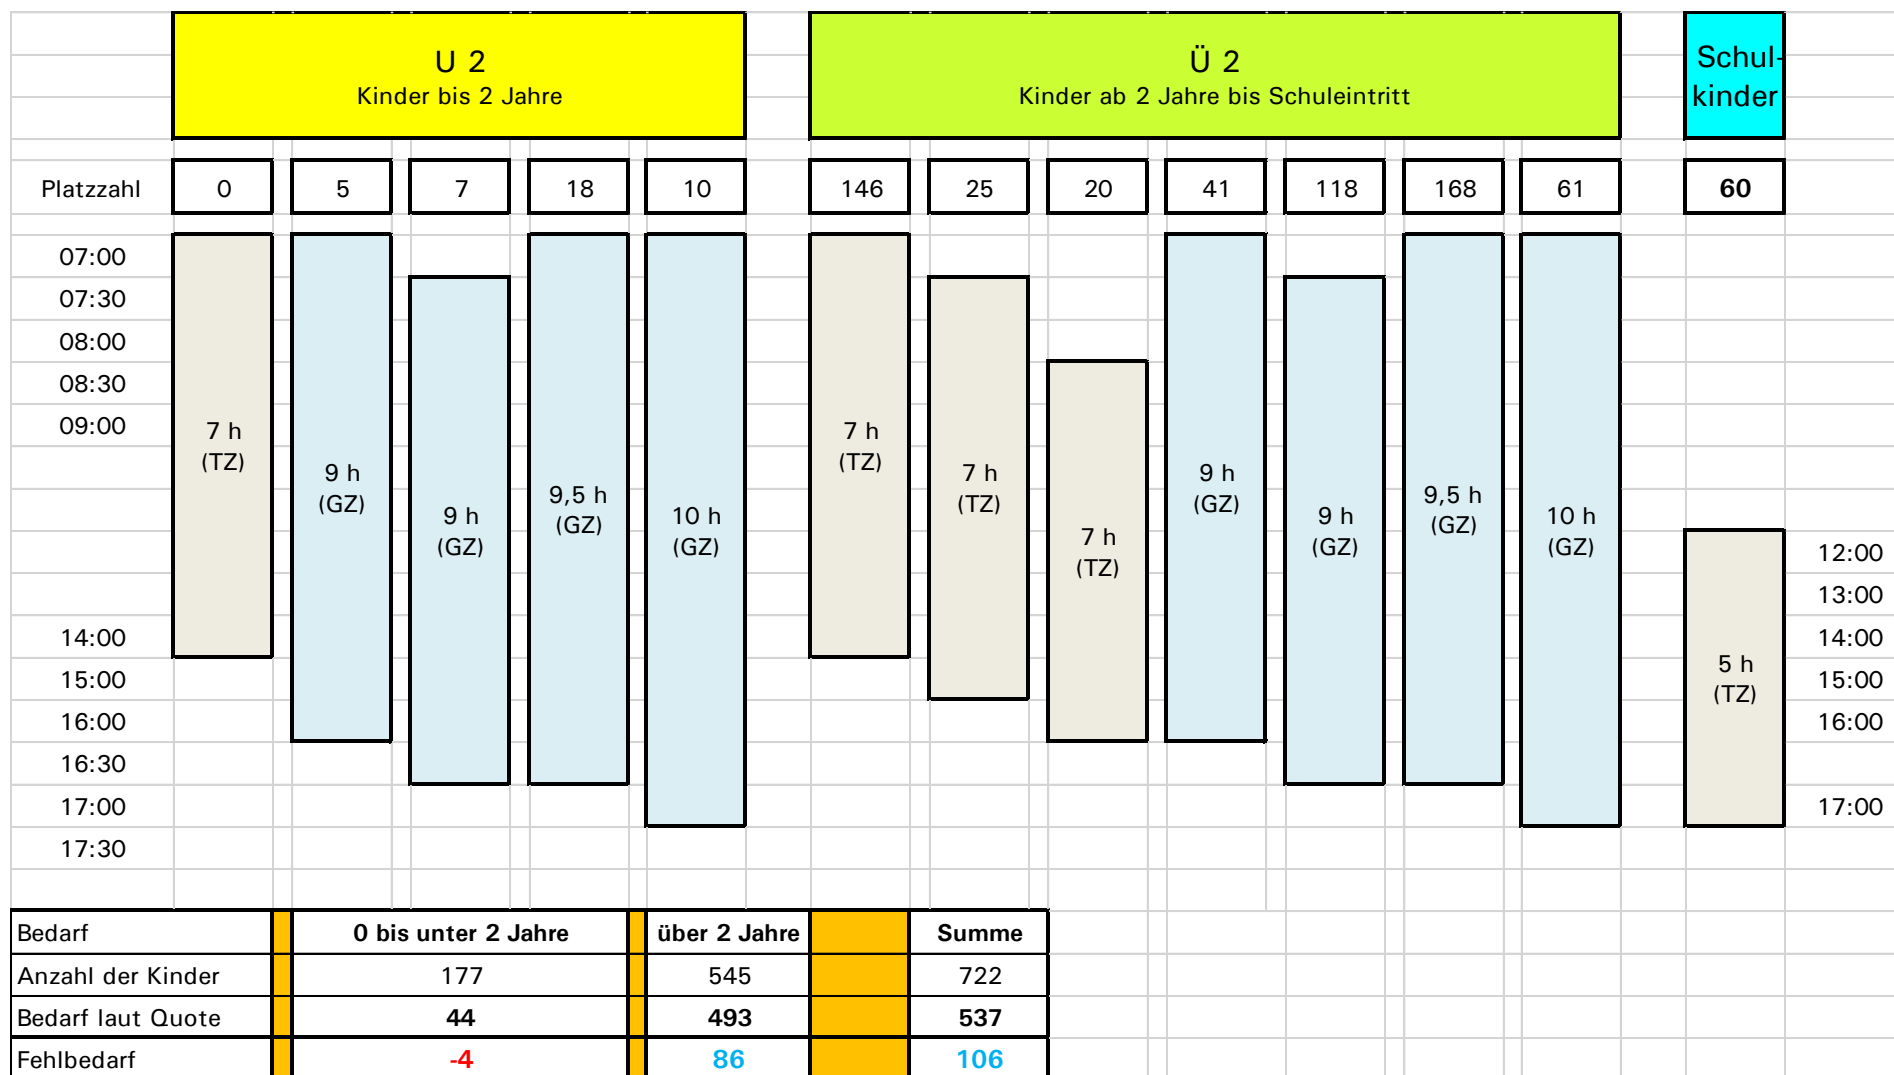 U 2
Kinder bis 2 Jahre
Ü 2
Kinder ab 2 Jahre bis Schuleintritt
Schul-
kinder
Platzzahl 0 5 7 18 10 146 25 20 41 118 168 61 60
07:00
07:30
08:00
08:30
09:00
14:00
15:00
16:00
16:30
17:00
17:30
7 h
(TZ)
9 h
(GZ)
9 h
(GZ)
9,5 h
(GZ)
10 h
(GZ)
7 h
(TZ)
7 h
(TZ)
7 h
(TZ)
9 h
(GZ)
9 h
(GZ)
9,5 h
(GZ)
10 h
(GZ)
5 h
(TZ)
12:00
13:00
14:00
15:00
16:00
17:00
Bedarf 0 bis unter 2 Jahre über 2 Jahre Summe
Anzahl der Kinder 177 545 722
Bedarf laut Quote 44 493 537
Fehlbedarf -4 86 106